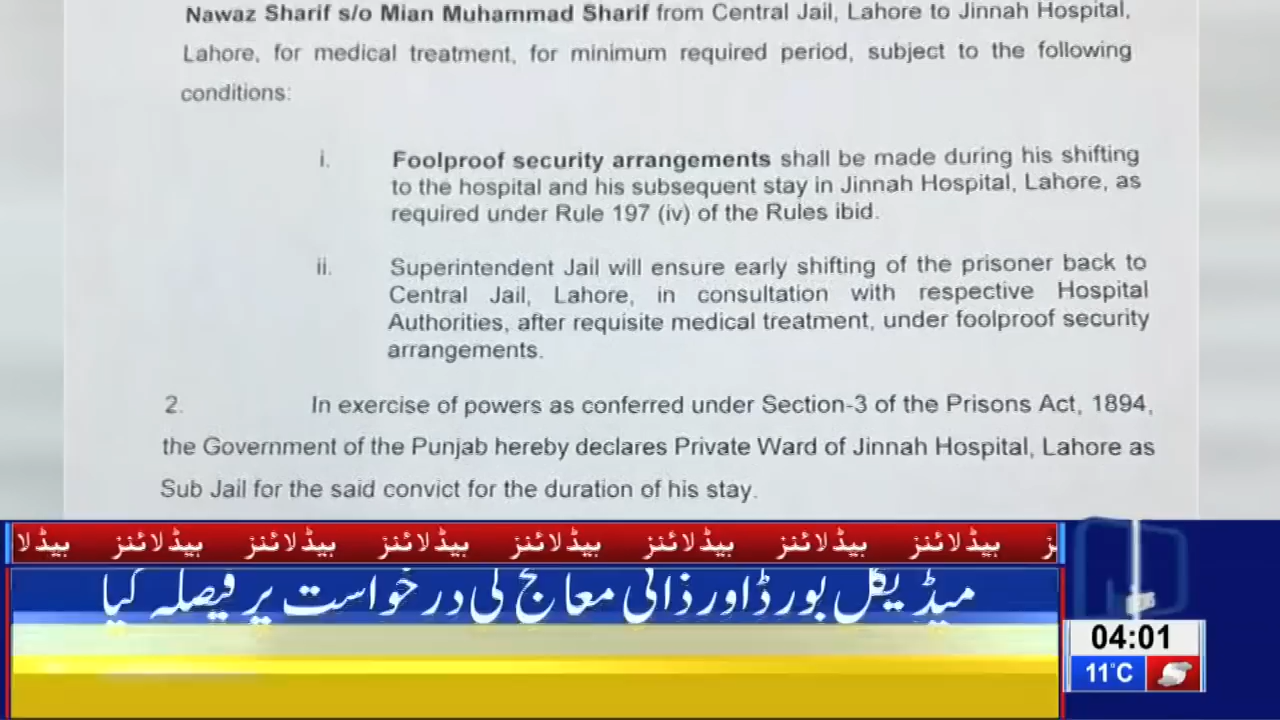 Nawaz Sharif s/o Mian Muhammad Sharif from Central Jail, Lahore to Jinnah Hospital,
Lahore, for medical treatment, for minimum required period, subject to the following
conditions:
i. Foolproof security arrangements shall be made during his shifting
to the hospital and his subsequent stay in Jinnah Hospital, Lahore, as
required under Rule 197 (iv) of the Rules ibid.
ii. Superintendent Jail will ensure early shifting of the prisoner back to
Central Jail, Lahore, in consultation with respective Hospital
Authorities, after requisite medical treatment, under foolproof security
arrangements.
2. In exercise of powers as conferred under Section-3 of the Prisons Act, 1894,
the Government of the Punjab hereby declares Private Ward of Jinnah Hospital, Lahore as
Sub Jail for the said convict for the duration of his stay.
ہیڈلائنز ہیڈلائنز ہیڈلائنز ہیڈلائنز ہیڈلائنز ہیڈلائنز ہیڈلائنز ہیڈلا
میڈیکل بورڈ اور ذاتی معالج کی درخواست پر فیصلہ کیا
04:01
11°C